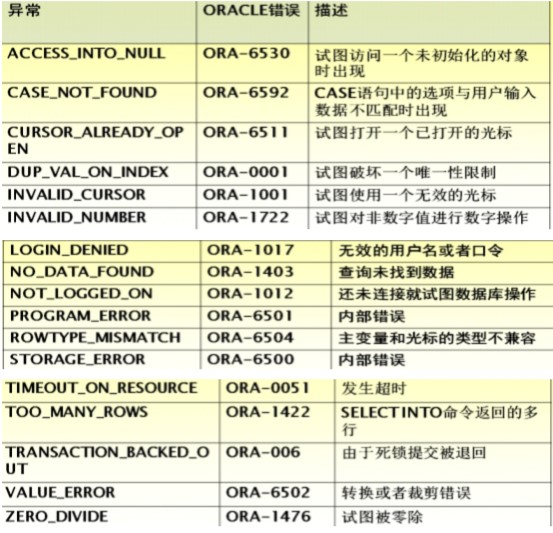 异常 ORACLE错误 描述
ACCESS_INTO_NULL ORA-6530 试图访问一个未初始化的对象
时出现
CASE_NOT_FOUND ORA-6592 CASE语句中的选项与用户输入
数据不匹配时出现
CURSOR_ALREADY_OP ORA-6511 试图打开一个已打开的光标
EN
DUP_VAL_ON_INDEX ORA-0001 试图破坏一个唯一性限制
INVALID_CURSOR ORA-1001 试图使用一个无效的光标
INVALID_NUMBER ORA-1722 试图对非数字值进行数字操作
LOGIN_DENIED ORA-1017 无效的用户名或者口令
NO_DATA_FOUND ORA-1403 查询未找到数据
NOT_LOGGED_ON ORA-1012 还未连接就试图数据库操作
PROGRAM_ERROR ORA-6501 内部错误
ROWTYPE_MISMATCH ORA-6504 主变量和光标的类型不兼容
STORAGE_ERROR ORA-6500 内部错误
TIMEOUT_ON_RESOURCE ORA-0051 发生超时
TOO_MANY_ROWS ORA-1422 SELECT INTO命令返回的多
行
TRANSACTION_BACKED_O ORA-006 由于死锁提交被退回
UT
VALUE_ERROR ORA-6502 转换或者裁剪错误
ZERO_DIVIDE ORA-1476 试图被零除